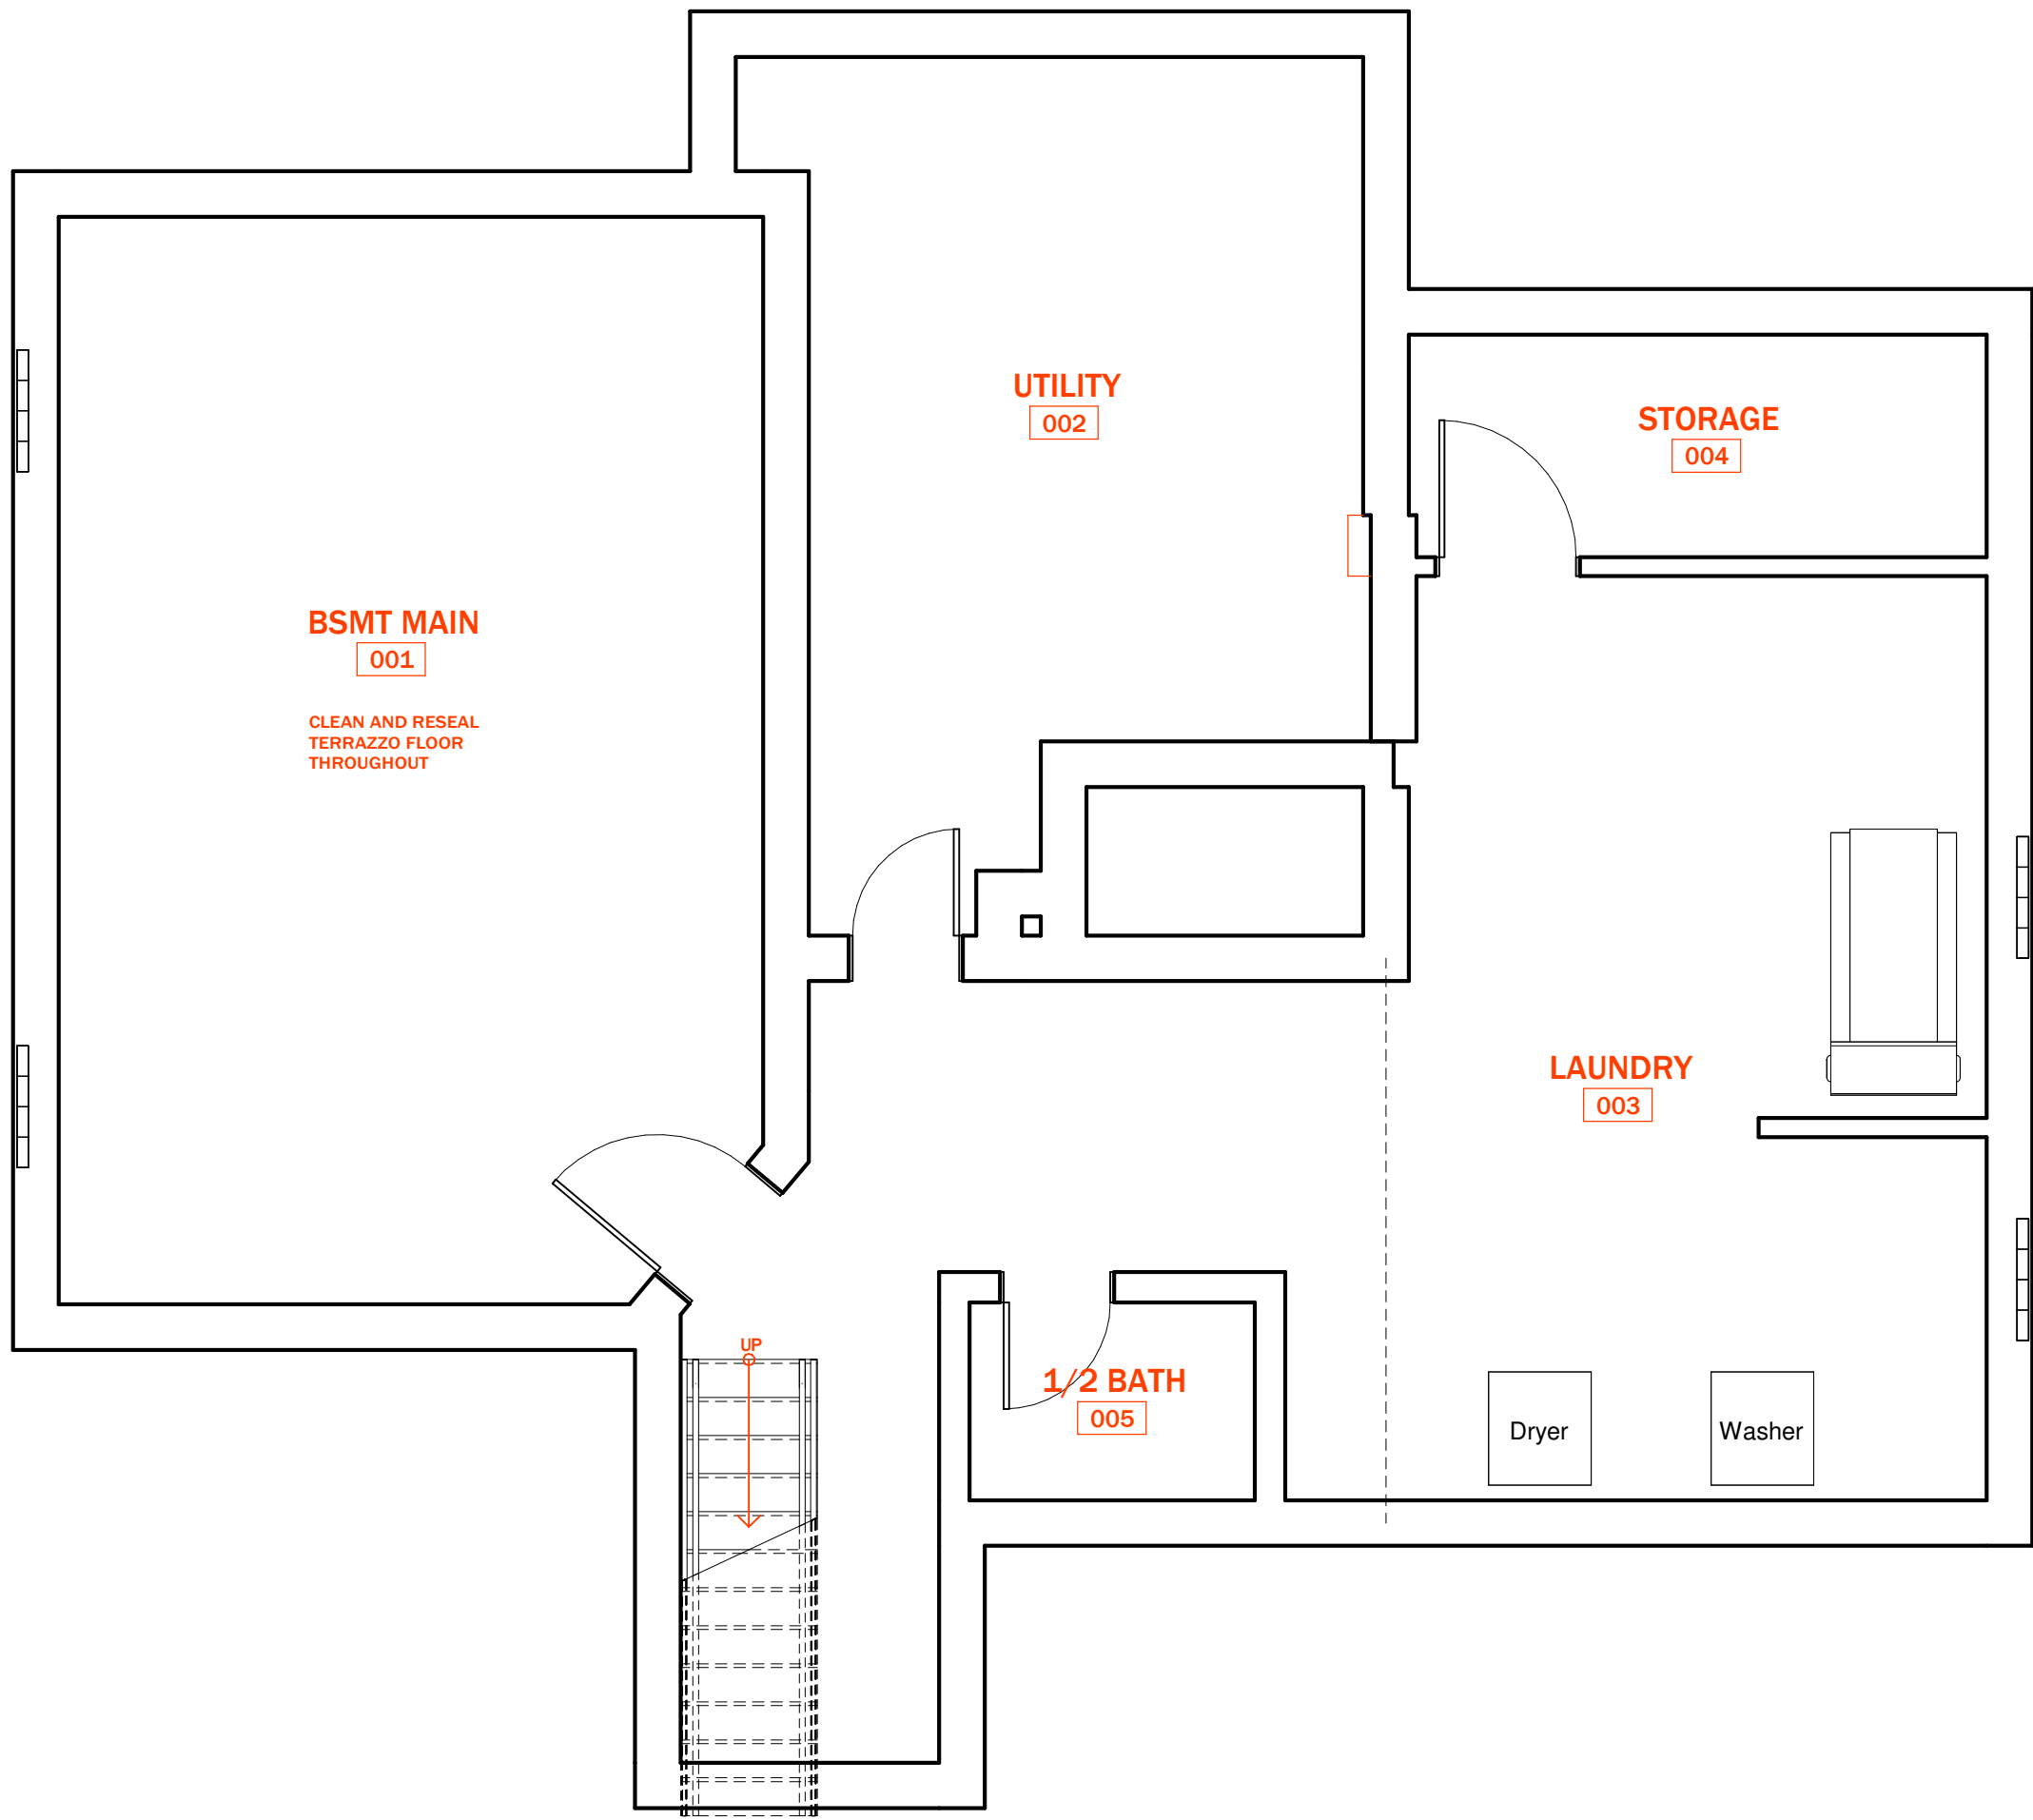 UTILITY
002
STORAGE
004
BSMT MAIN
001
CLEAN AND RESEAL
TERRAZZO FLOOR
THROUGHOUT
LAUNDRY
003
UP
1/2 BATH
005
Dryer
Washer